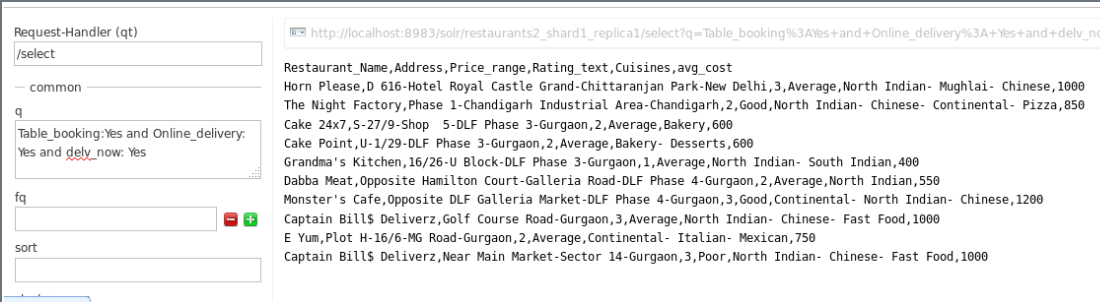 Request-Handler (qt)
/select
common
q
Table_booking:Yes and Online_delivery:
Yes and delv_now: Yes
fq
sort
http://localhost:8983/solr/restaurants2_shard1_replica1/select?q=Table_booking%3AYes+and+Online_delivery%3A+Yes+and+delv_no
Restaurant_Name,Address,Price_range,Rating_text,Cuisines,avg_cost
Horn Please,D 616-Hotel Royal Castle Grand-Chittaranjan Park-New Delhi,3,Average,North Indian- Mughlai- Chinese,1000
The Night Factory,Phase 1-Chandigarh Industrial Area-Chandigarh,2,Good,North Indian- Chinese- Continental- Pizza,850
Cake 24x7,S-27/9-Shop  5-DLF Phase 3-Gurgaon,2,Average,Bakery,600
Cake Point,U-1/29-DLF Phase 3-Gurgaon,2,Average,Bakery- Desserts,600
Grandma's Kitchen,16/26-U Block-DLF Phase 3-Gurgaon,1,Average,North Indian- South Indian,400
Dabba Meat,Opposite Hamilton Court-Galleria Road-DLF Phase 4-Gurgaon,2,Average,North Indian,550
Monster's Cafe,Opposite DLF Galleria Market-DLF Phase 4-Gurgaon,3,Good,Continental- North Indian- Chinese,1200
Captain Bill$ Deliverz,Golf Course Road-Gurgaon,3,Average,North Indian- Chinese- Fast Food,1000
E Yum,Plot H-16/6-MG Road-Gurgaon,2,Average,Continental- Italian- Mexican,750
Captain Bill$ Deliverz,Near Main Market-Sector 14-Gurgaon,3,Poor,North Indian- Chinese- Fast Food,1000